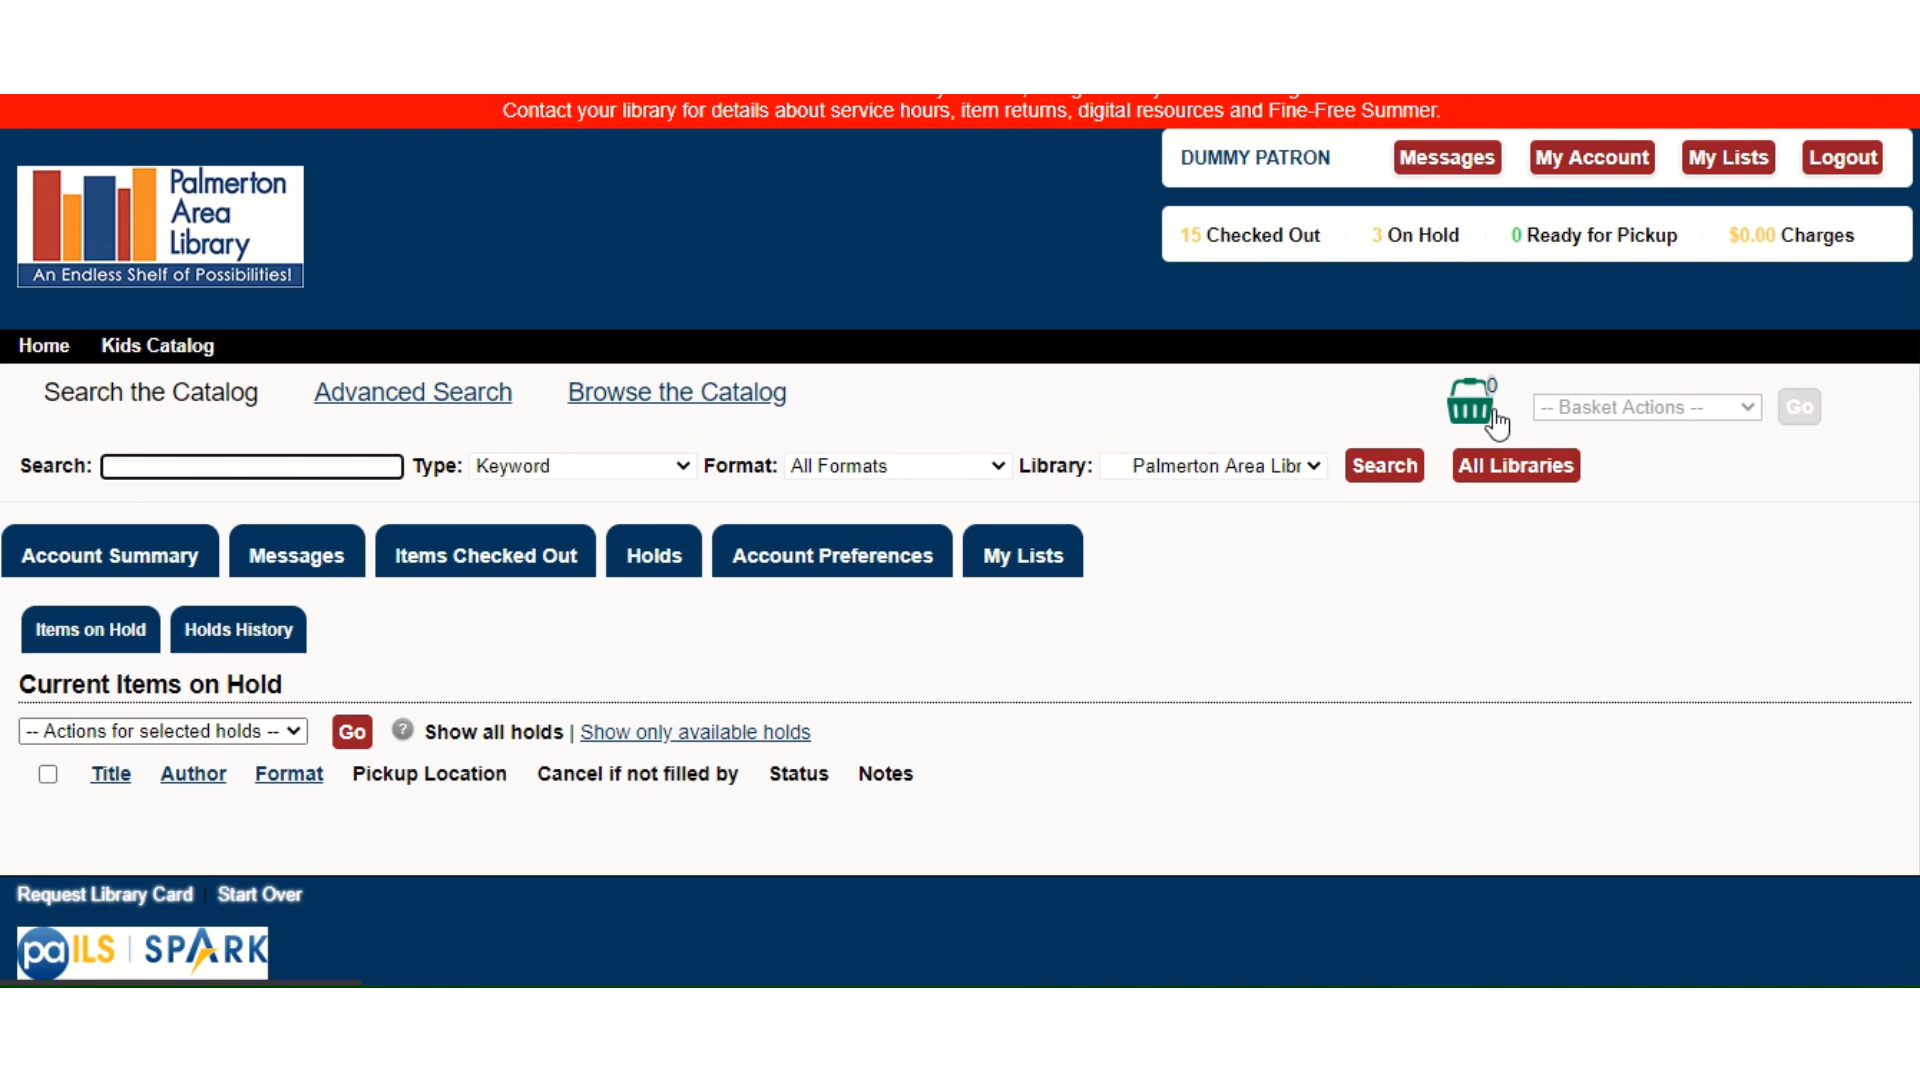 Contact your library for details about service hours, item returns, digital resources and Fine-Free Summer.
DUMMY PATRON Messages My Account My Lists Logout
Palmerton
Area
Library
An Endless Shelf of Possibilities!
15 Checked Out 3 On Hold 0 Ready for Pickup $0.00 Charges
Home Kids Catalog
Search the Catalog Advanced Search Browse the Catalog 0 -- Basket Actions -- Go
Search: Type: Keyword Format: All Formats Library: Palmerton Area Libr Search All Libraries
Account Summary Messages Items Checked Out Holds Account Preferences My Lists
Items on Hold Holds History
Current Items on Hold
-- Actions for selected holds -- Go ? Show all holds | Show only available holds
Title Author Format Pickup Location Cancel if not filled by Status Notes
Request Library Card Start Over
paILS | SPARK